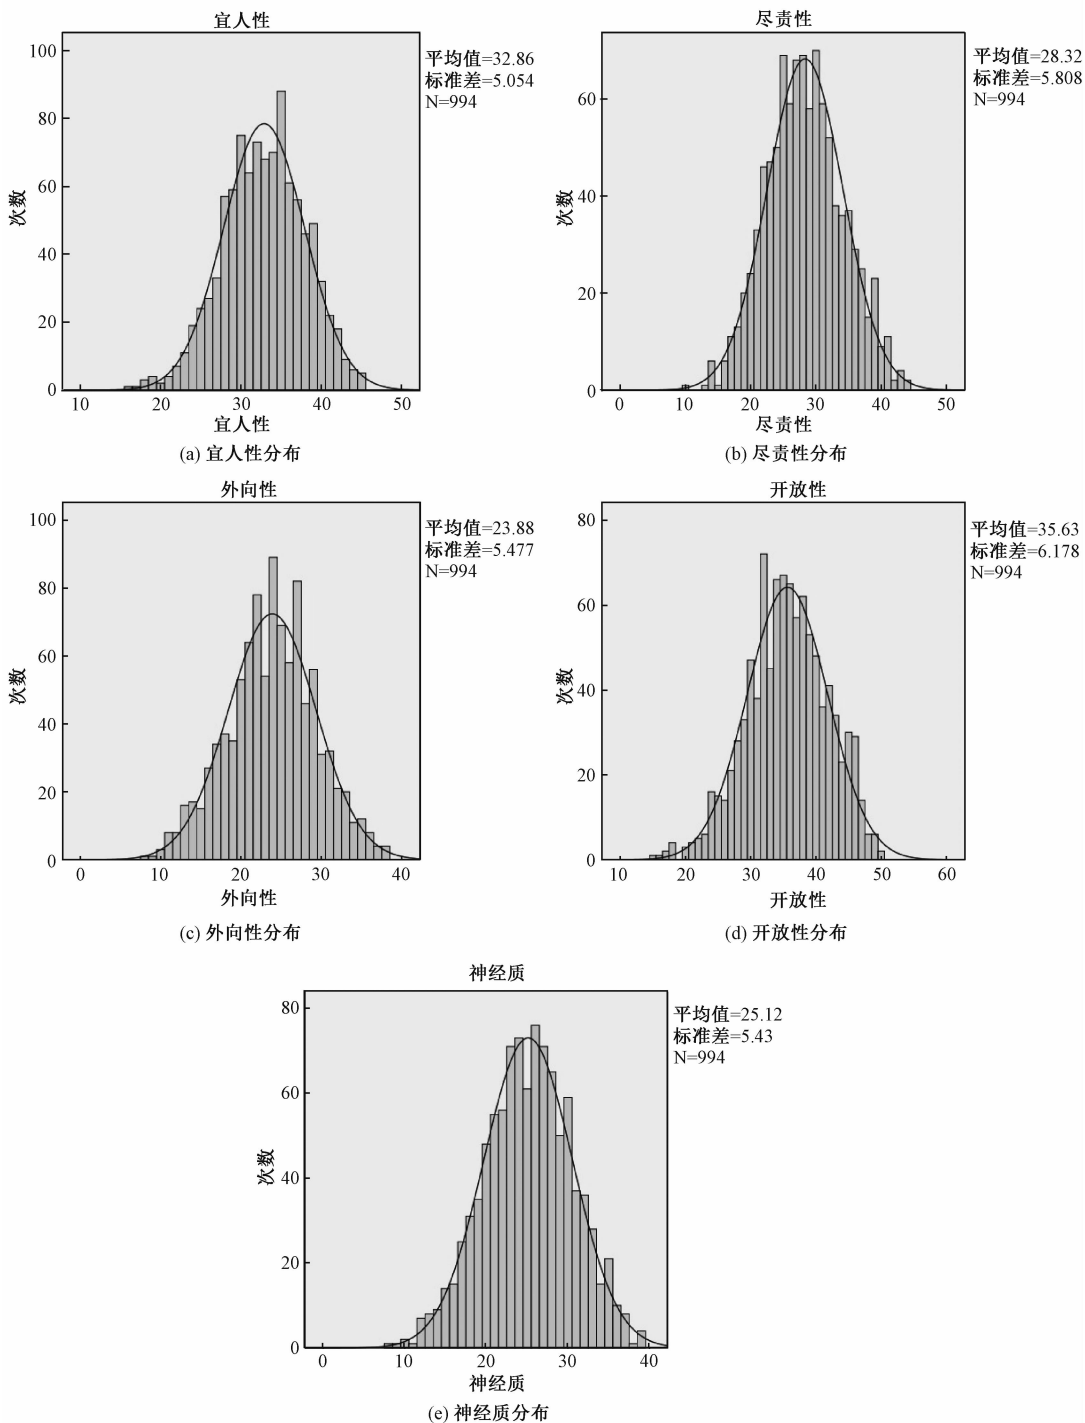 宜人性
平均值=32.86
标准差=5.054
N=994
次数
100
80
60
40
20
0
10 20 30 40 50
宜人性
(a) 宜人性分布
尽责性
平均值=28.32
标准差=5.808
N=994
次数
60
40
20
0
0 10 20 30 40 50
尽责性
(b) 尽责性分布
外向性
平均值=23.88
标准差=5.477
N=994
次数
100
80
60
40
20
0
0 10 20 30 40
外向性
(c) 外向性分布
开放性
平均值=35.63
标准差=6.178
N=994
次数
80
60
40
20
0
10 20 30 40 50 60
开放性
(d) 开放性分布
神经质
平均值=25.12
标准差=5.43
N=994
次数
80
60
40
20
0
0 10 20 30 40
神经质
(e) 神经质分布